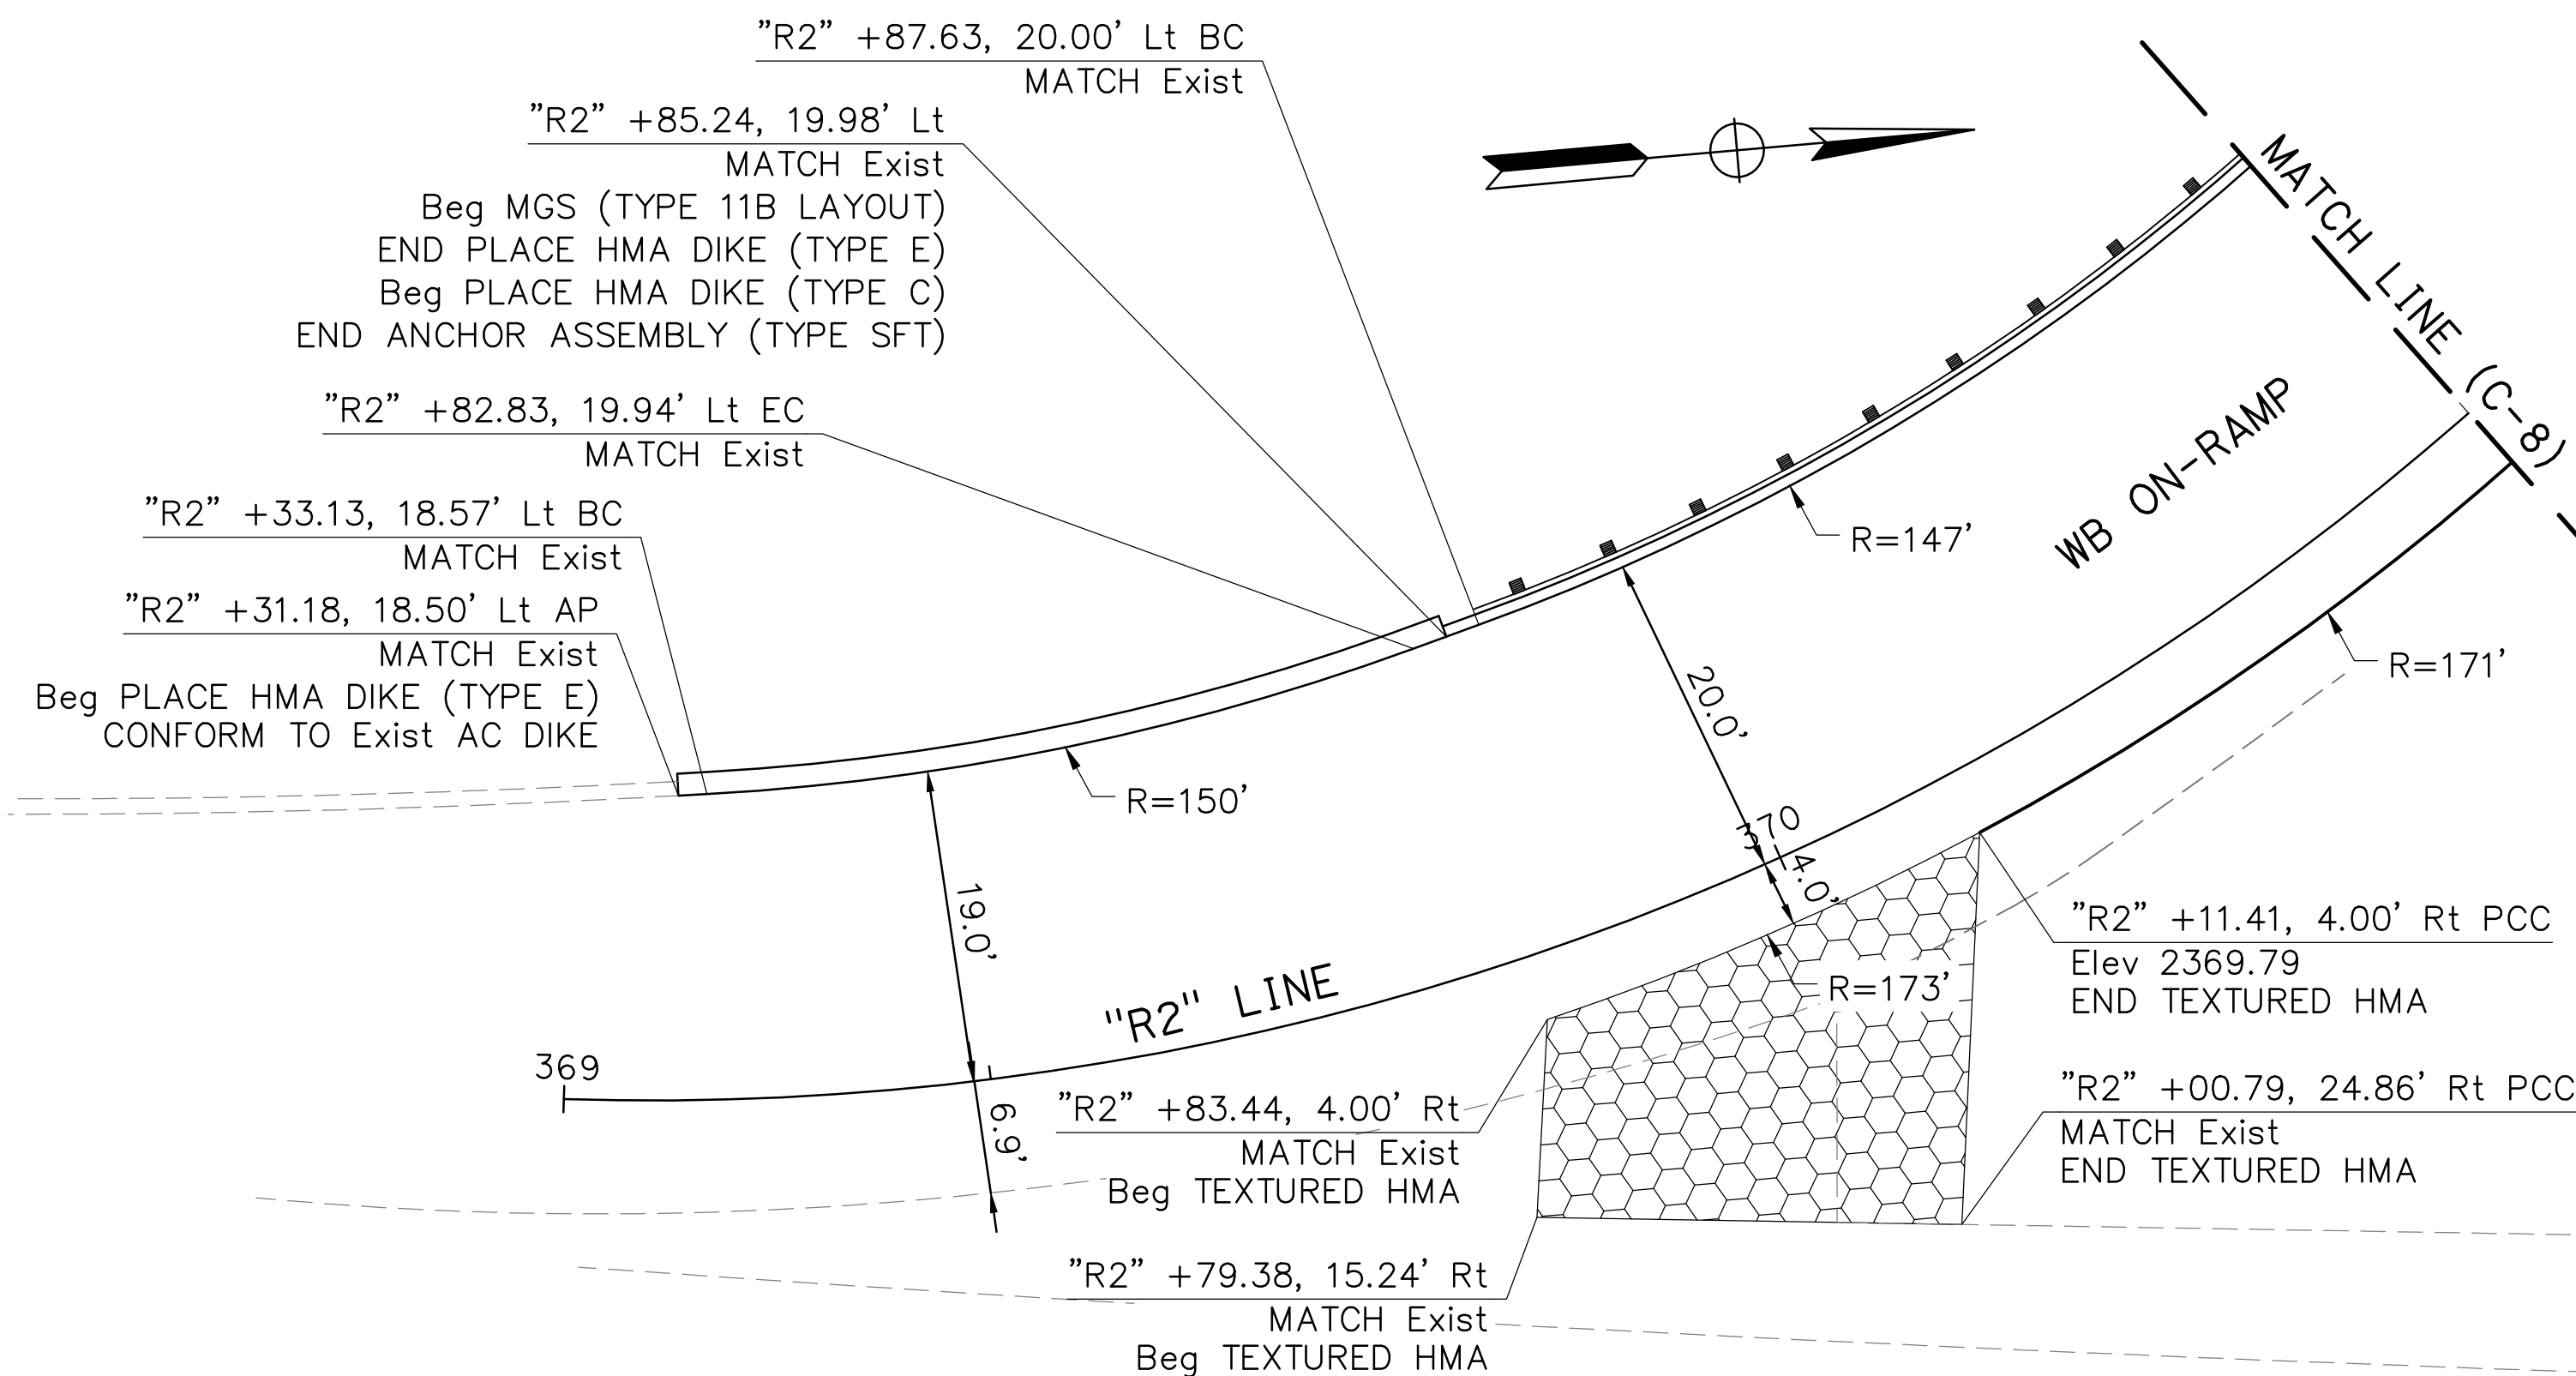 "R2" +87.63, 20.00' Lt BC
MATCH Exist
"R2" +85.24, 19.98' Lt
MATCH Exist
Beg MGS (TYPE 11B LAYOUT)
END PLACE HMA DIKE (TYPE E)
Beg PLACE HMA DIKE (TYPE C)
END ANCHOR ASSEMBLY (TYPE SFT)
"R2" +82.83, 19.94' Lt EC
MATCH Exist
"R2" +33.13, 18.57' Lt BC
MATCH Exist
"R2" +31.18, 18.50' Lt AP
MATCH Exist
Beg PLACE HMA DIKE (TYPE E)
CONFORM TO Exist AC DIKE
MATCH LINE (C-8)
WB ON-RAMP
R=147'
R=171'
20.0'
R=150'
370
4.0'
19.0'
"R2" LINE
R=173'
369
6.9'
"R2" +11.41, 4.00' Rt PCC
Elev 2369.79
END TEXTURED HMA
"R2" +00.79, 24.86' Rt PCC
MATCH Exist
END TEXTURED HMA
"R2" +83.44, 4.00' Rt
MATCH Exist
Beg TEXTURED HMA
"R2" +79.38, 15.24' Rt
MATCH Exist
Beg TEXTURED HMA